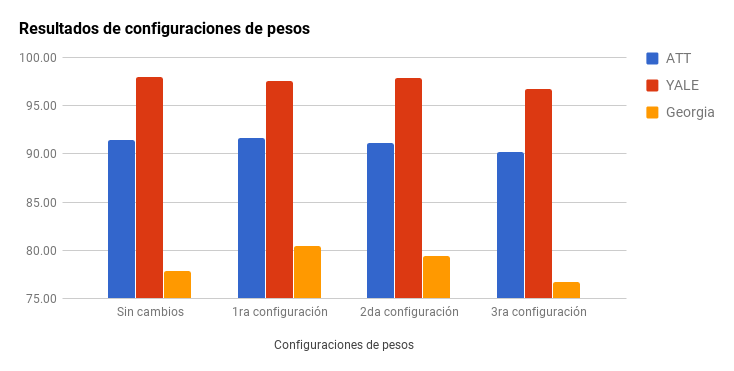 Resultados de configuraciones de pesos
100.00
95.00
90.00
85.00
80.00
75.00
Sin cambios
1ra configuración
2da configuración
3ra configuración
Configuraciones de pesos
ATT
YALE
Georgia